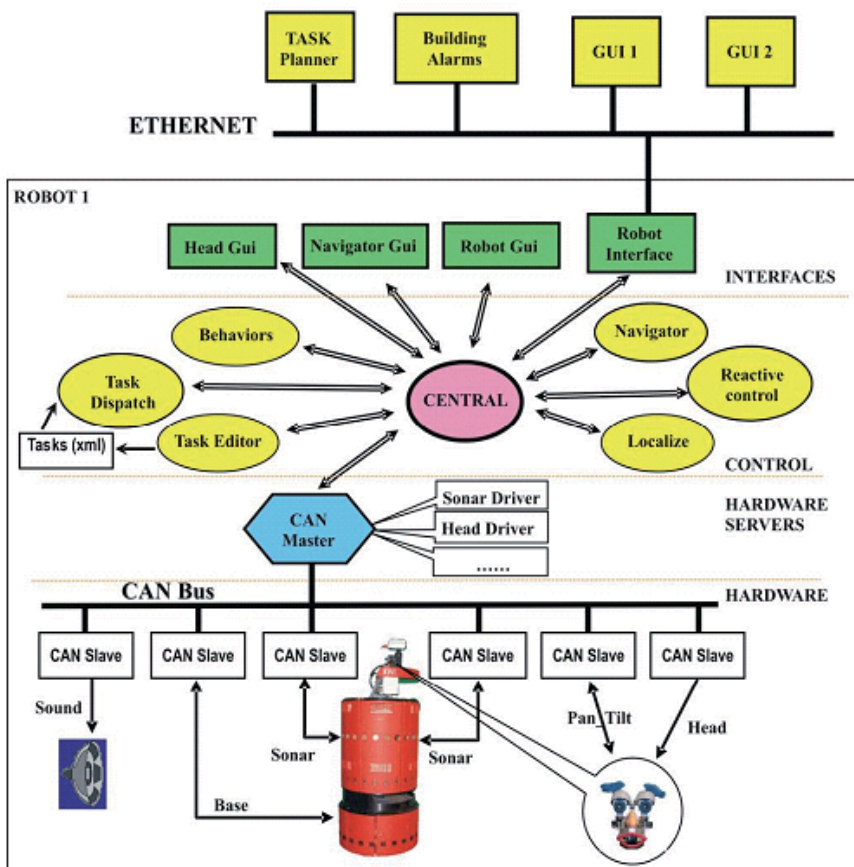 TASK
Planner
Building
Alarms
GUI 1
GUI 2
ETHERNET
ROBOT 1
Head Gui
Navigator Gui
Robot Gui
Robot
Interface
INTERFACES
Behaviors
Navigator
Task
Dispatch
CENTRAL
Reactive
control
Tasks (xml)
Task Editor
Localize
CONTROL
CAN
Master
Sonar Driver
Head Driver
......
HARDWARE
SERVERS
CAN Bus
HARDWARE
CAN Slave
CAN Slave
CAN Slave
CAN Slave
CAN Slave
CAN Slave
Sound
Sonar
Sonar
Pan_Tilt
Head
Base